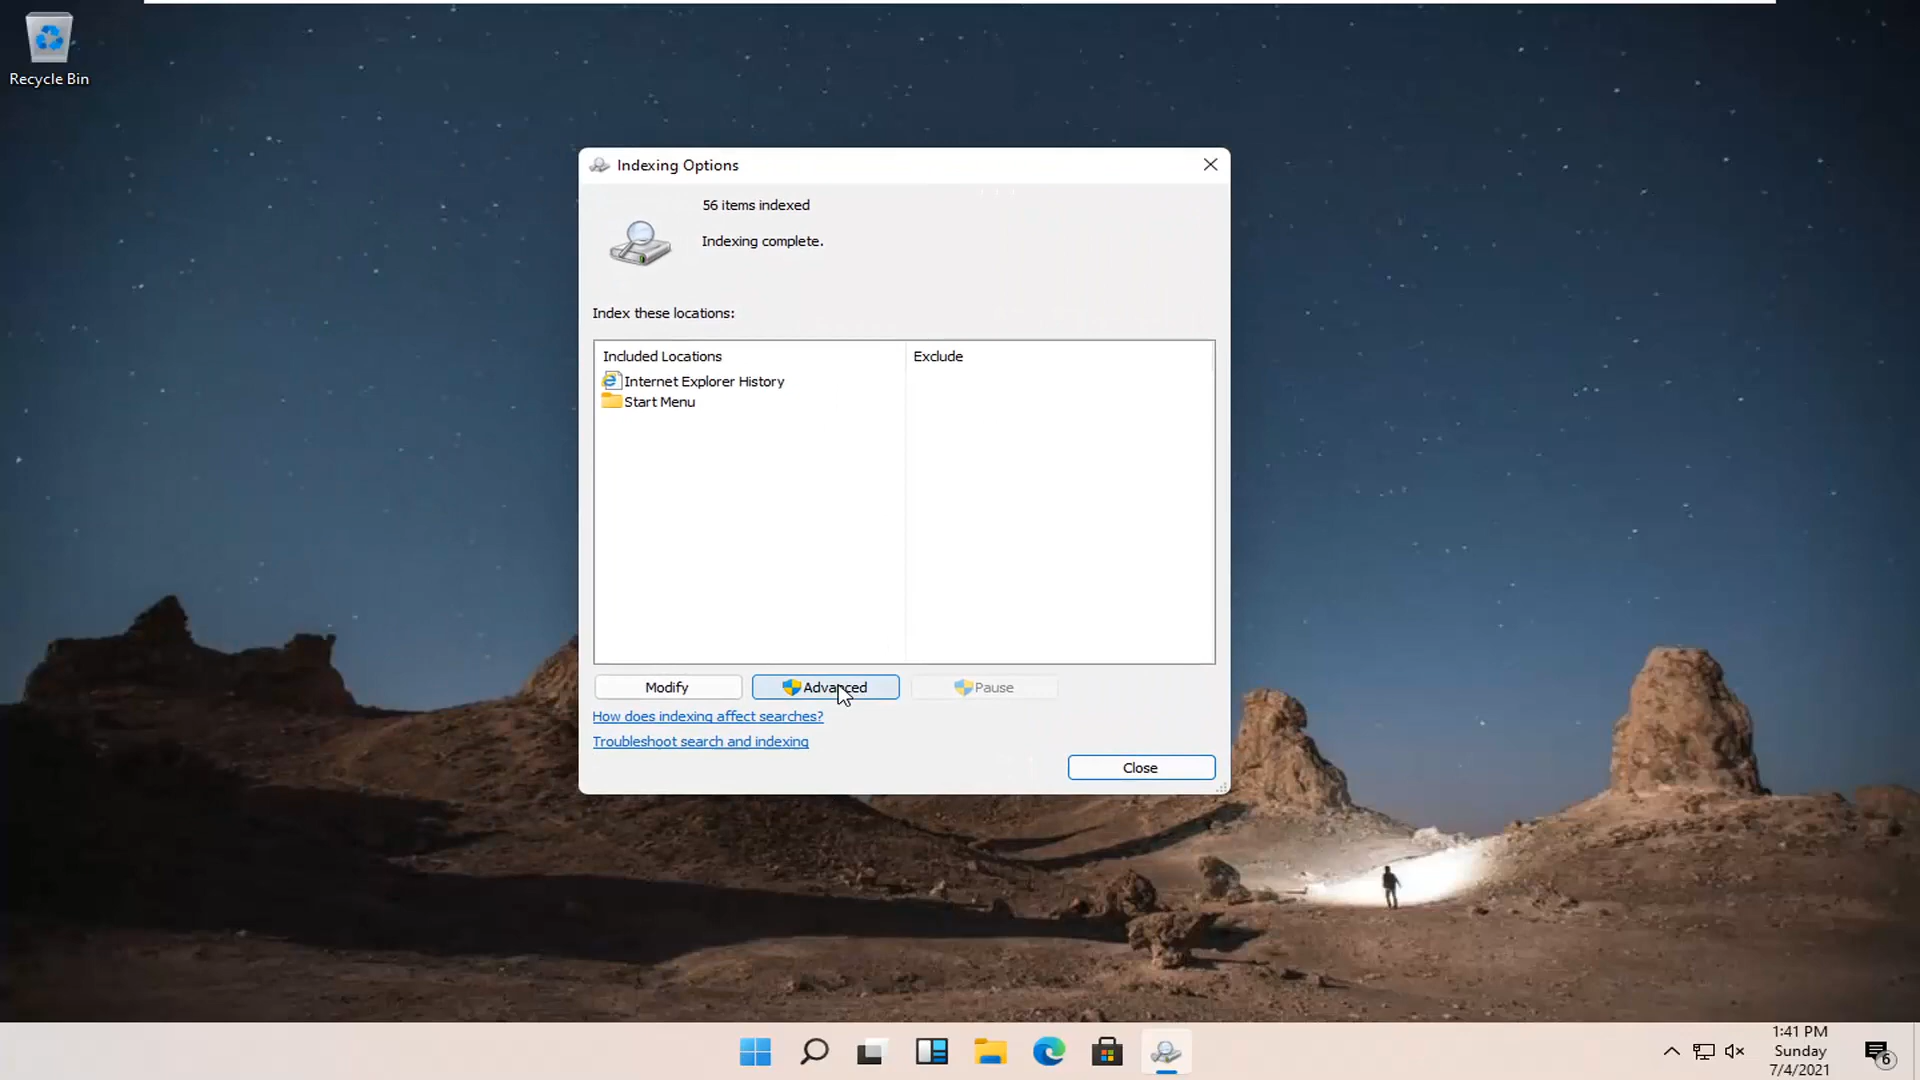 Recycle Bin
Indexing Options
56 items indexed
Indexing complete.
Index these locations:
Included Locations
Exclude
Internet Explorer History
Start Menu
Modify
Advanced
Pause
How does indexing affect searches?
Troubleshoot search and indexing
Close
1:41 PM
Sunday
7/4/2021
6